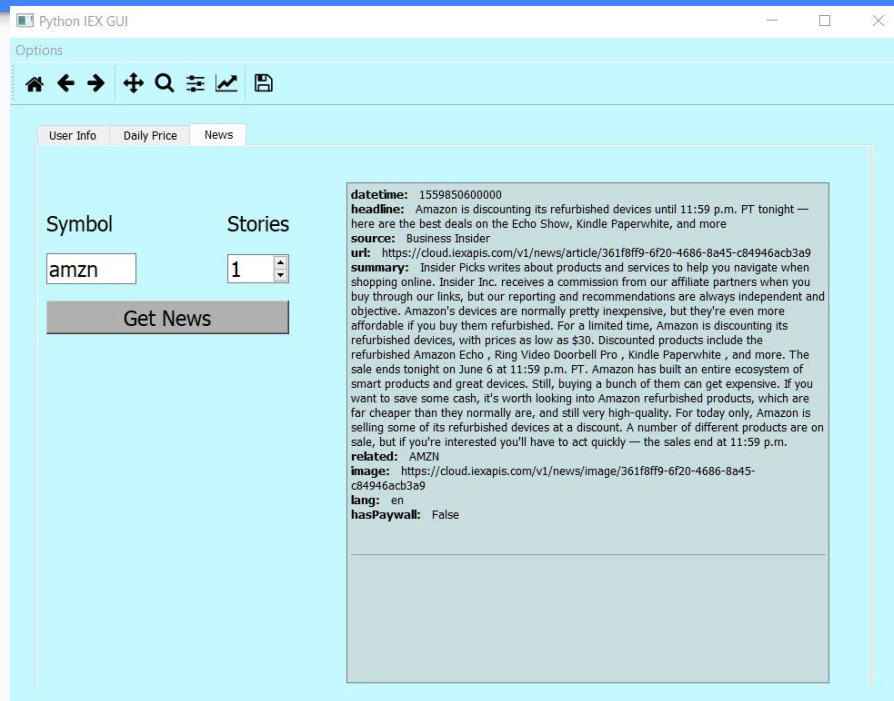 Python IEX GUI
Options
User Info Daily Price News
Symbol Stories
amzn 1
Get News
datetime: 1559850600000
headline: Amazon is discounting its refurbished devices until 11:59 p.m. PT tonight —
here are the best deals on the Echo Show, Kindle Paperwhite, and more
source: Business Insider
url: https://cloud.iexapis.com/v1/news/article/361f8ff9-6f20-4686-8a45-c84946acb3a9
summary: Insider Picks writes about products and services to help you navigate when
shopping online. Insider Inc. receives a commission from our affiliate partners when you
buy through our links, but our reporting and recommendations are always independent and
objective. Amazon's devices are normally pretty inexpensive, but they're even more
affordable if you buy them refurbished. For a limited time, Amazon is discounting its
refurbished devices, with prices as low as $30. Discounted products include the
refurbished Amazon Echo , Ring Video Doorbell Pro , Kindle Paperwhite , and more. The
sale ends tonight on June 6 at 11:59 p.m. PT. Amazon has built an entire ecosystem of
smart products and great devices. Still, buying a bunch of them can get expensive. If you
want to save some cash, it's worth looking into Amazon refurbished products, which are
far cheaper than they normally are, and still very high-quality. For today only, Amazon is
selling some of its refurbished devices at a discount. A number of different products are on
sale, but if you're interested you'll have to act quickly — the sales end at 11:59 p.m.
related: AMZN
image: https://cloud.iexapis.com/v1/news/image/361f8ff9-6f20-4686-8a45-
c84946acb3a9
lang: en
hasPaywall: False